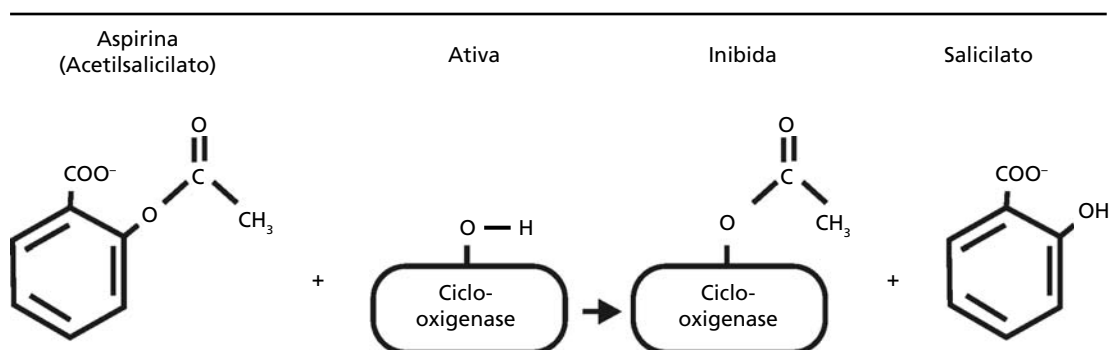 Aspirina
(Acetilsalicilato)
Ativa
Inibida
Salicilato
O
C
COO⁻
O
CH₃
+
O — H
Ciclo-
oxigenase
O
C
O
CH₃
Ciclo-
oxigenase
+
COO⁻
OH